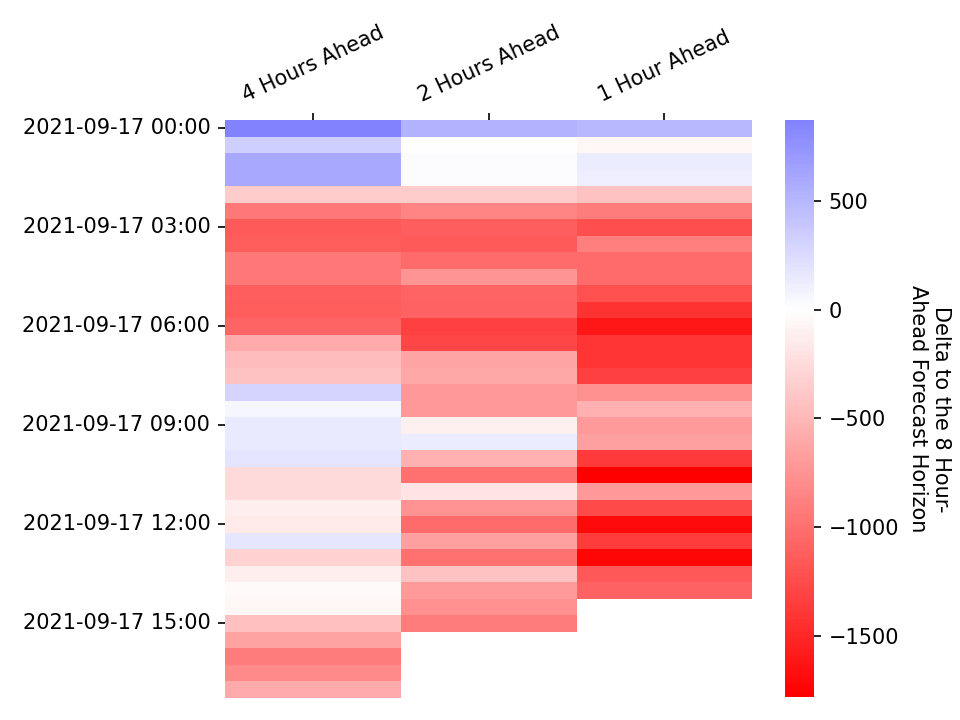 4 Hours Ahead
2 Hours Ahead
1 Hour Ahead
2021-09-17 00:00
2021-09-17 03:00
2021-09-17 06:00
2021-09-17 09:00
2021-09-17 12:00
2021-09-17 15:00
500
0
−500
−1000
−1500
Delta to the 8 Hour-
Ahead Forecast Horizon